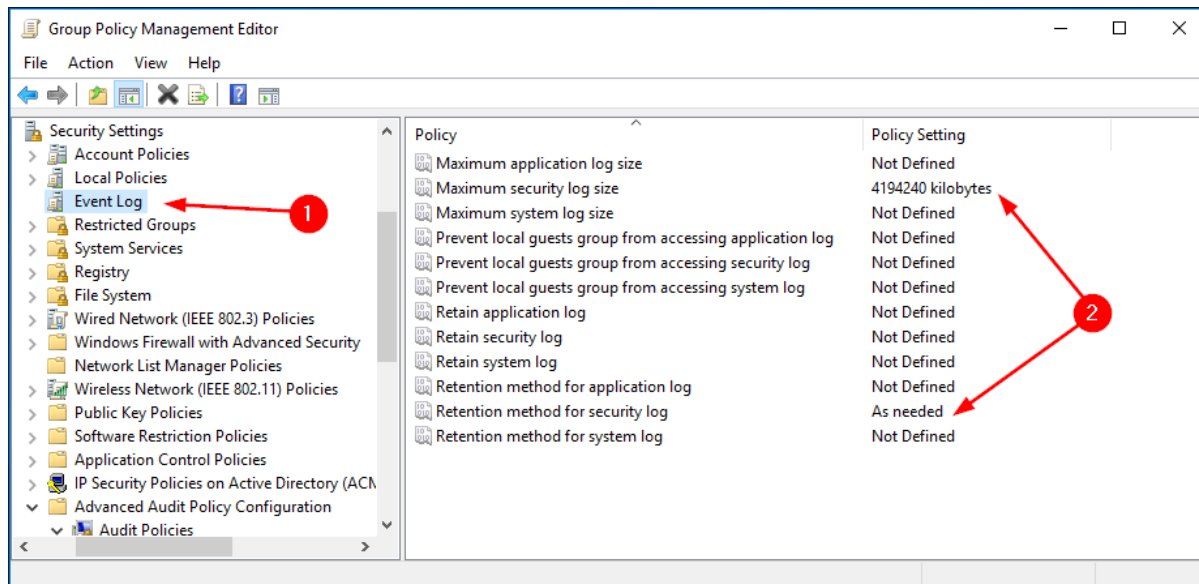 Group Policy Management Editor
File Action View Help
Security Settings
Account Policies
Local Policies
Event Log
Restricted Groups
System Services
Registry
File System
Wired Network (IEEE 802.3) Policies
Windows Firewall with Advanced Security
Network List Manager Policies
Wireless Network (IEEE 802.11) Policies
Public Key Policies
Software Restriction Policies
Application Control Policies
IP Security Policies on Active Directory (ACM
Advanced Audit Policy Configuration
Audit Policies
1
Policy Policy Setting
Maximum application log size Not Defined
Maximum security log size 4194240 kilobytes
Maximum system log size Not Defined
Prevent local guests group from accessing application log Not Defined
Prevent local guests group from accessing security log Not Defined
Prevent local guests group from accessing system log Not Defined
Retain application log Not Defined
Retain security log Not Defined
Retain system log Not Defined
Retention method for application log Not Defined
Retention method for security log As needed
Retention method for system log Not Defined
2